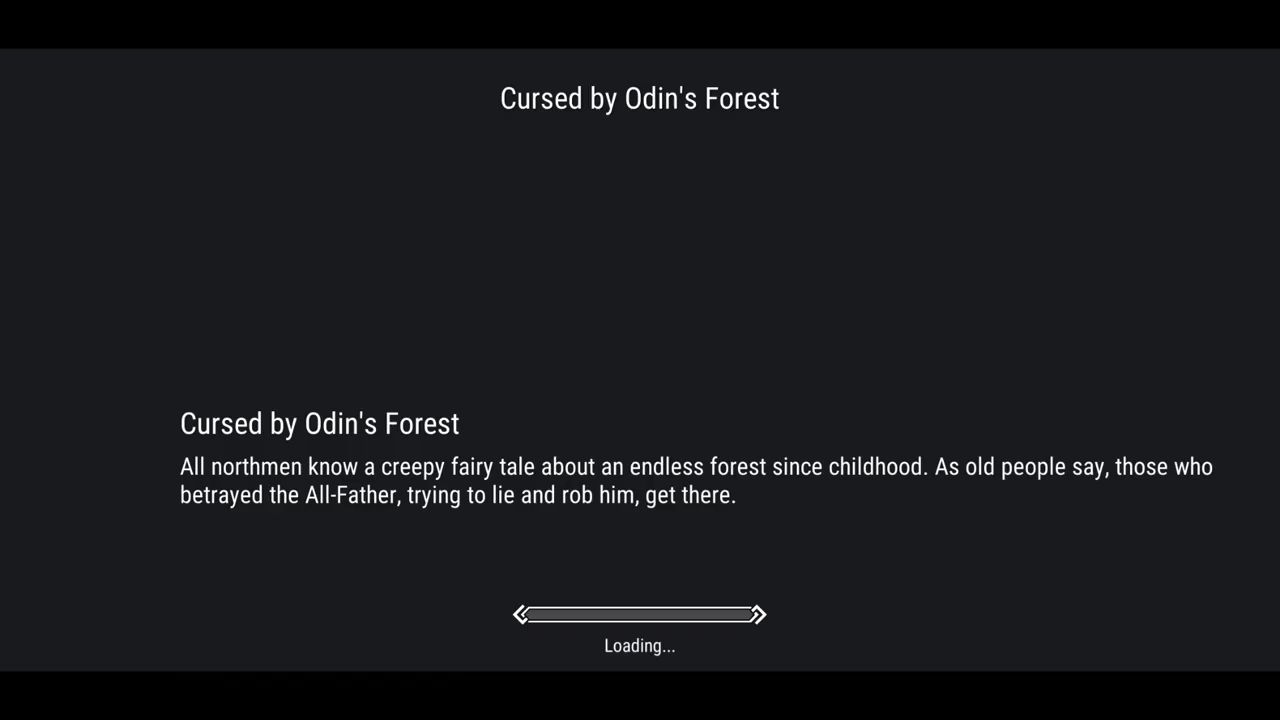 Cursed by Odin's Forest
Cursed by Odin's Forest
All northmen know a creepy fairy tale about an endless forest since childhood. As old people say, those who
betrayed the All-Father, trying to lie and rob him, get there.
Loading...